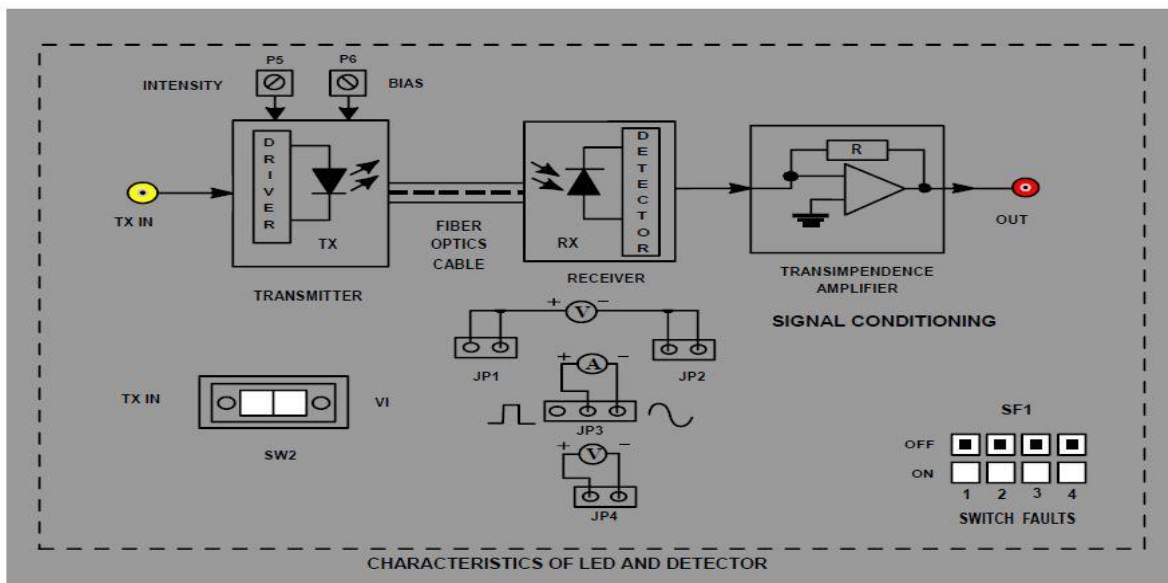 P5
P6
INTENSITY
BIAS
DRIVER
TX
TX IN
TRANSMITTER
FIBER
OPTICS
CABLE
DETECTOR
RX
RECEIVER
R
OUT
TRANSIMPENDENCE
AMPLIFIER
SIGNAL CONDITIONING
+ V −
JP1
JP2
+ A −
JP3
+ V −
JP4
TX IN
VI
SW2
SF1
OFF
ON
1 2 3 4
SWITCH FAULTS
CHARACTERISTICS OF LED AND DETECTOR